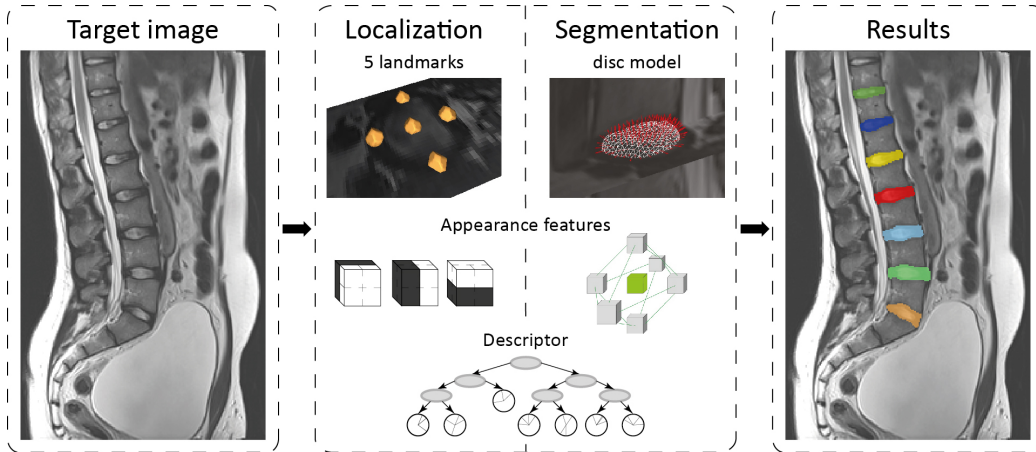 Target image
Localization
Segmentation
Results
5 landmarks
disc model
Appearance features
Descriptor